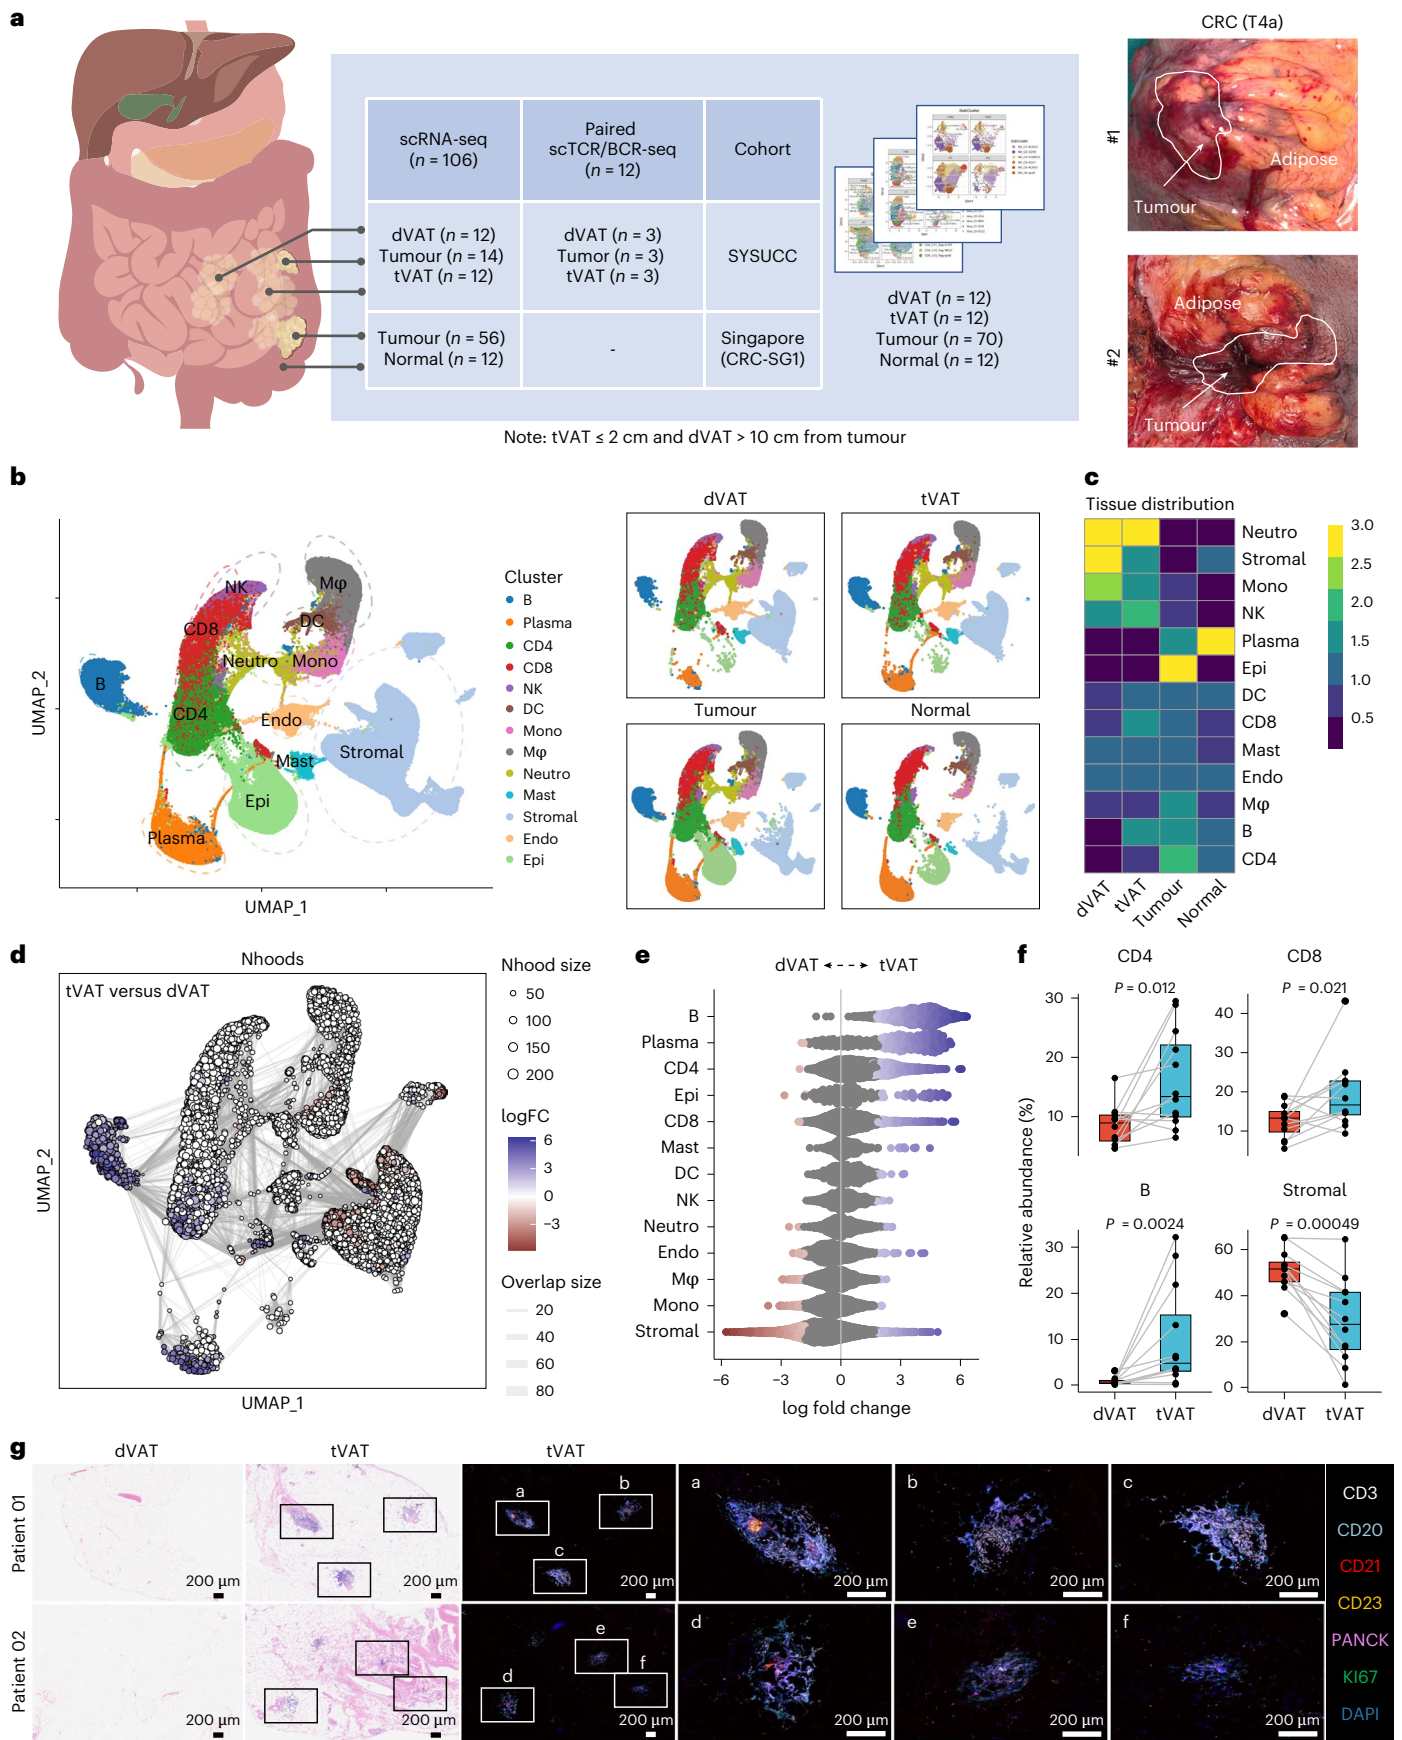 a
CRC (T4a)
scRNA-seq
(n = 106)
Paired
scTCR/BCR-seq
(n = 12)
Cohort
dVAT (n = 12)
Tumour (n = 14)
tVAT (n = 12)
dVAT (n = 3)
Tumor (n = 3)
tVAT (n = 3)
SYSUCC
Tumour (n = 56)
Normal (n = 12)
-
Singapore
(CRC-SG1)
dVAT (n = 12)
tVAT (n = 12)
Tumour (n = 70)
Normal (n = 12)
Note: tVAT ≤ 2 cm and dVAT > 10 cm from tumour
#1
Adipose
Tumour
#2
Adipose
Tumour
b
UMAP_2
UMAP_1
NK
Mφ
CD8
DC
Neutro
Mono
B
CD4
Endo
Stromal
Mast
Epi
Plasma
Cluster
B
Plasma
CD4
CD8
NK
DC
Mono
Mφ
Neutro
Mast
Stromal
Endo
Epi
dVAT
tVAT
Tumour
Normal
c
Tissue distribution
Neutro
Stromal
Mono
NK
Plasma
Epi
DC
CD8
Mast
Endo
Mφ
B
CD4
dVAT
tVAT
Tumour
Normal
3.0
2.5
2.0
1.5
1.0
0.5
d
Nhoods
tVAT versus dVAT
UMAP_2
UMAP_1
Nhood size
50
100
150
200
logFC
6
3
0
−3
Overlap size
20
40
60
80
e
dVAT
tVAT
B
Plasma
CD4
Epi
CD8
Mast
DC
NK
Neutro
Endo
Mφ
Mono
Stromal
−6 −3 0 3 6
log fold change
f
Relative abundance (%)
CD4
P = 0.012
30
20
10
CD8
P = 0.021
40
30
20
10
B
P = 0.0024
30
20
10
0
dVAT tVAT
Stromal
P = 0.00049
60
40
20
0
dVAT tVAT
g
dVAT
tVAT
tVAT
Patient 01
200 μm
200 μm
a
b
c
200 μm
a
200 μm
b
200 μm
c
200 μm
Patient 02
200 μm
200 μm
d
e
f
200 μm
d
200 μm
e
200 μm
f
200 μm
CD3
CD20
CD21
CD23
PANCK
KI67
DAPI